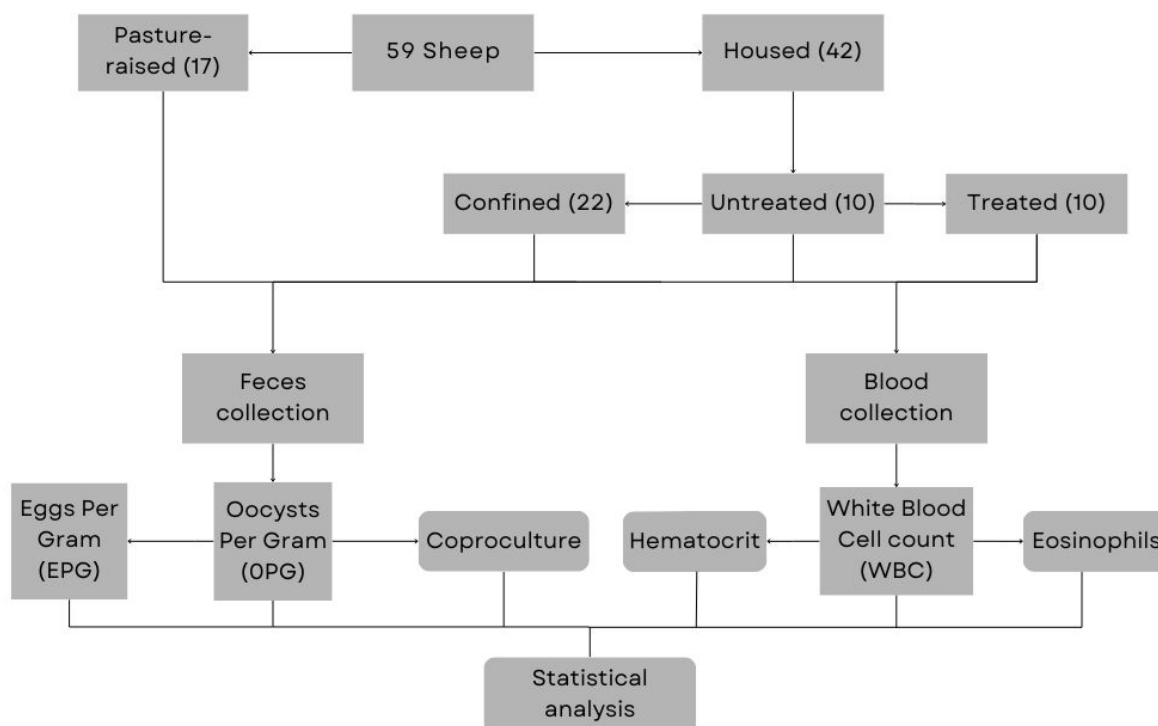 Pasture-
raised (17)
59 Sheep
Housed (42)
Confined (22)
Untreated (10)
Treated (10)
Feces
collection
Blood
collection
Eggs Per
Gram
(EPG)
Oocysts
Per Gram
(0PG)
Coproculture
Hematocrit
White Blood
Cell count
(WBC)
Eosinophils
Statistical
analysis